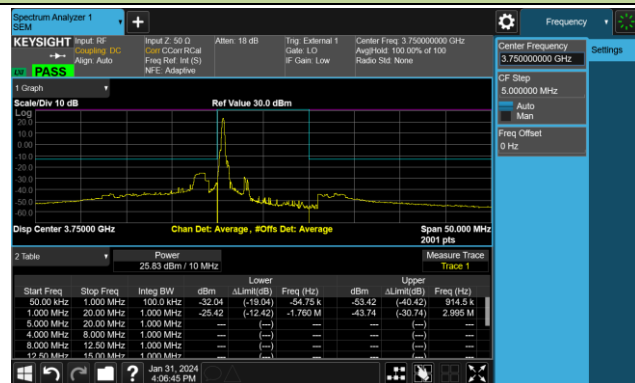 Spectrum Analyzer 1
SEM
Frequency
KEYSIGHT
Input: RF
Coupling: DC
Align: Auto
Input Z: 50 Ω
Corr CCorr RCal
Freq Ref: Int (S)
NFE: Adaptive
Atten: 18 dB
Trig: External 1
Gate: LO
IF Gain: Low
Center Freq: 3.750000000 GHz
Avg|Hold: 100.00% of 100
Radio Std: None
PASS
Center Frequency
3.750000000 GHz
Settings
CF Step
5.000000 MHz
Auto
Man
Freq Offset
0 Hz
1 Graph
Scale/Div 10 dB
Ref Value 30.0 dBm
Log
20.0
10.0
0.00
-10.0
-20.0
-30.0
-40.0
-50.0
-60.0
Disp Center 3.75000 GHz
Chan Det: Average, #Offs Det: Average
Span 50.000 MHz
2001 pts
2 Table
Power
25.83 dBm / 10 MHz
Measure Trace
Trace 1
Lower
Upper
Start Freq Stop Freq Integ BW dBm ΔLimit(dB) Freq (Hz) dBm ΔLimit(dB) Freq (Hz)
50.00 kHz 1.000 MHz 100.0 kHz -32.04 (-19.04) -54.75 k -53.42 (-40.42) 914.5 k
1.000 MHz 20.00 MHz 1.000 MHz -25.42 (-12.42) -1.760 M -43.74 (-30.74) 2.995 M
5.000 MHz 20.00 MHz 1.000 MHz --- (---) --- --- (---) ---
4.000 MHz 8.000 MHz 1.000 MHz --- (---) --- --- (---) ---
8.000 MHz 12.50 MHz 1.000 MHz --- (---) --- --- (---) ---
12.50 MHz 15.00 MHz 1.000 MHz --- (---) --- --- (---) ---
?
Jan 31, 2024
4:06:45 PM